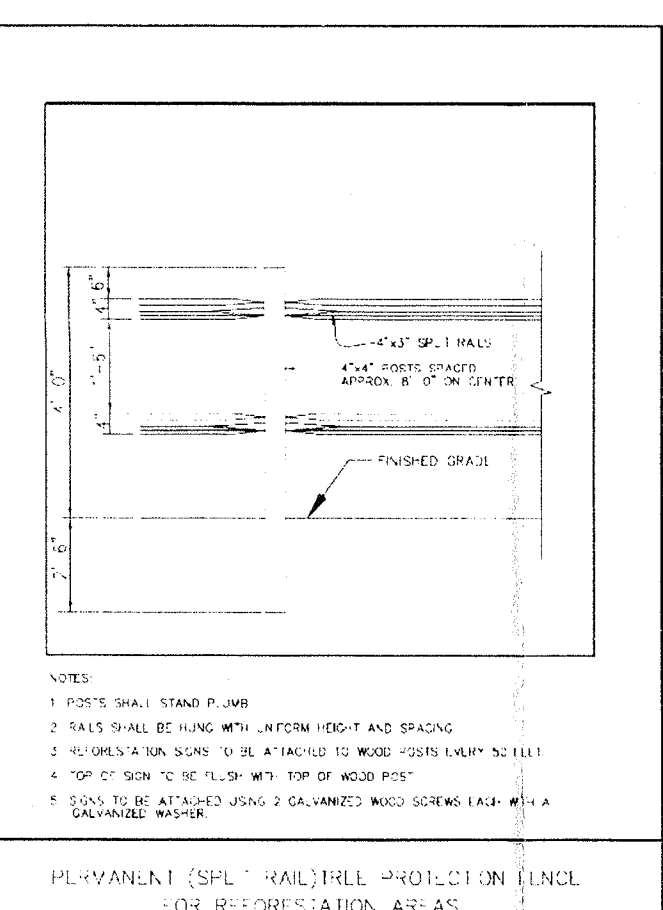 6"
4"
1'-6"
4"
4'-0"
2'-6"
4"x3" SPLIT RAILS
4"x4" POSTS SPACED
APPROX. 8'-0" ON CENTER
FINISHED GRADE
NOTES:
1 POSTS SHALL STAND PLUMB
2 RAILS SHALL BE HUNG WITH UNIFORM HEIGHT AND SPACING
3 REFORESTATION SIGNS TO BE ATTACHED TO WOOD POSTS EVERY 50 FEET
4 TOP OF SIGN TO BE FLUSH WITH TOP OF WOOD POST
5 SIGNS TO BE ATTACHED USING 2 GALVANIZED WOOD SCREWS EACH WITH A
GALVANIZED WASHER.
PERMANENT (SPLIT RAIL)TREE PROTECTION FENCE
FOR REFORESTATION AREAS